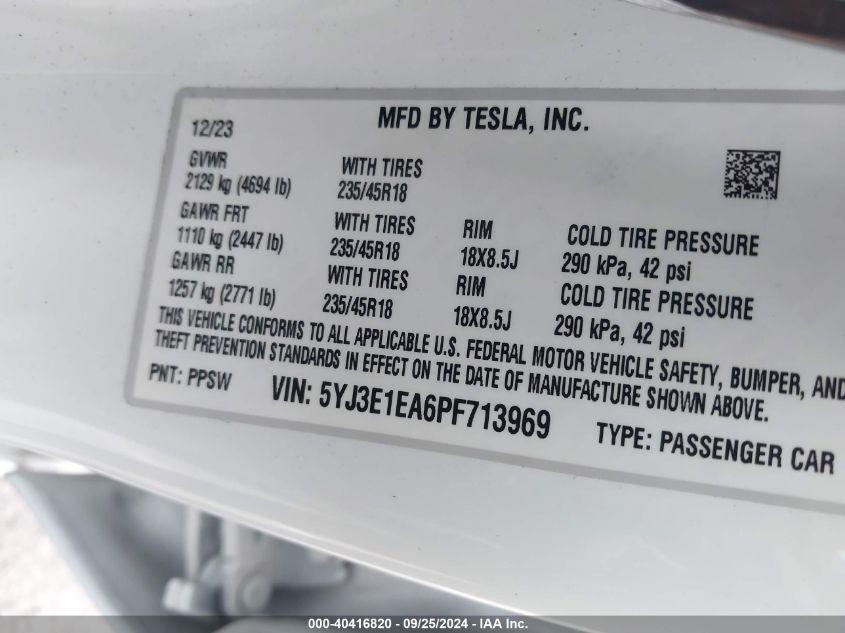 12/23
MFD BY TESLA, INC.
GVWR
2129 kg (4694 lb)
WITH TIRES
235/45R18
GAWR FRT
1110 kg (2447 lb)
WITH TIRES
235/45R18
RIM
18X8.5J
COLD TIRE PRESSURE
290 kPa, 42 psi
GAWR RR
1257 kg (2771 lb)
WITH TIRES
235/45R18
RIM
18X8.5J
COLD TIRE PRESSURE
290 kPa, 42 psi
THIS VEHICLE CONFORMS TO ALL APPLICABLE U.S. FEDERAL MOTOR VEHICLE SAFETY, BUMPER, AND
THEFT PREVENTION STANDARDS IN EFFECT ON THE DATE OF MANUFACTURE SHOWN ABOVE.
PNT: PPSW
VIN: 5YJ3E1EA6PF713969
TYPE: PASSENGER CAR
000-40416820 - 09/25/2024 - IAA Inc.